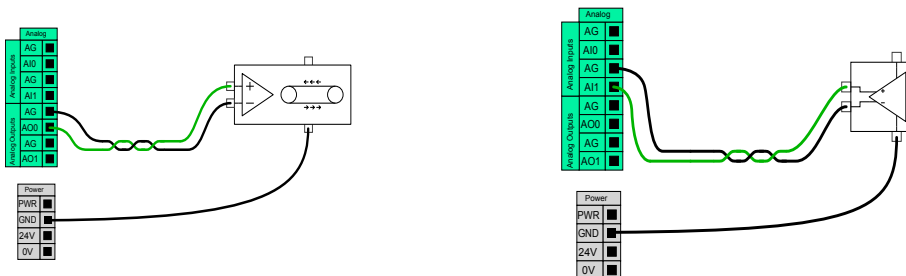 Analog
Analog Inputs
AG
AI0
AG
AI1
Analog Outputs
AG
AO0
AG
AO1
+
−
Power
PWR
GND
24V
0V
Analog
Analog Inputs
AG
AI0
AG
AI1
Analog Outputs
AG
AO0
AG
AO1
+
-
Power
PWR
GND
24V
0V